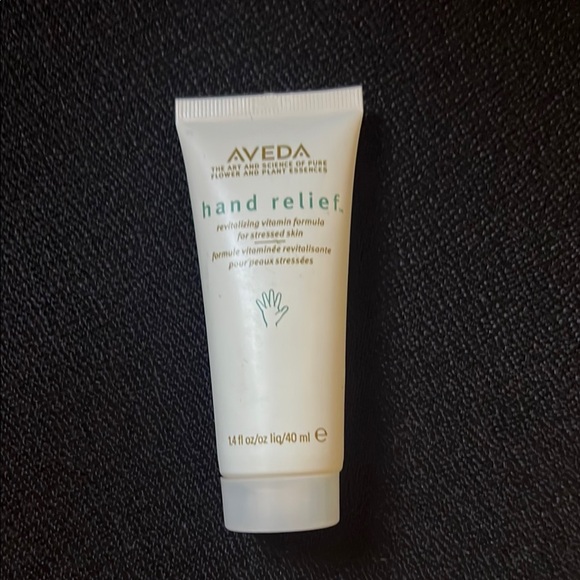 AVEDA
THE ART AND SCIENCE OF PURE
FLOWER AND PLANT ESSENCES
hand relief™
revitalizing vitamin formula
for stressed skin
formule vitaminée revitalisante
pour peaux stressées
1.4 fl oz/oz liq/40 ml ℮